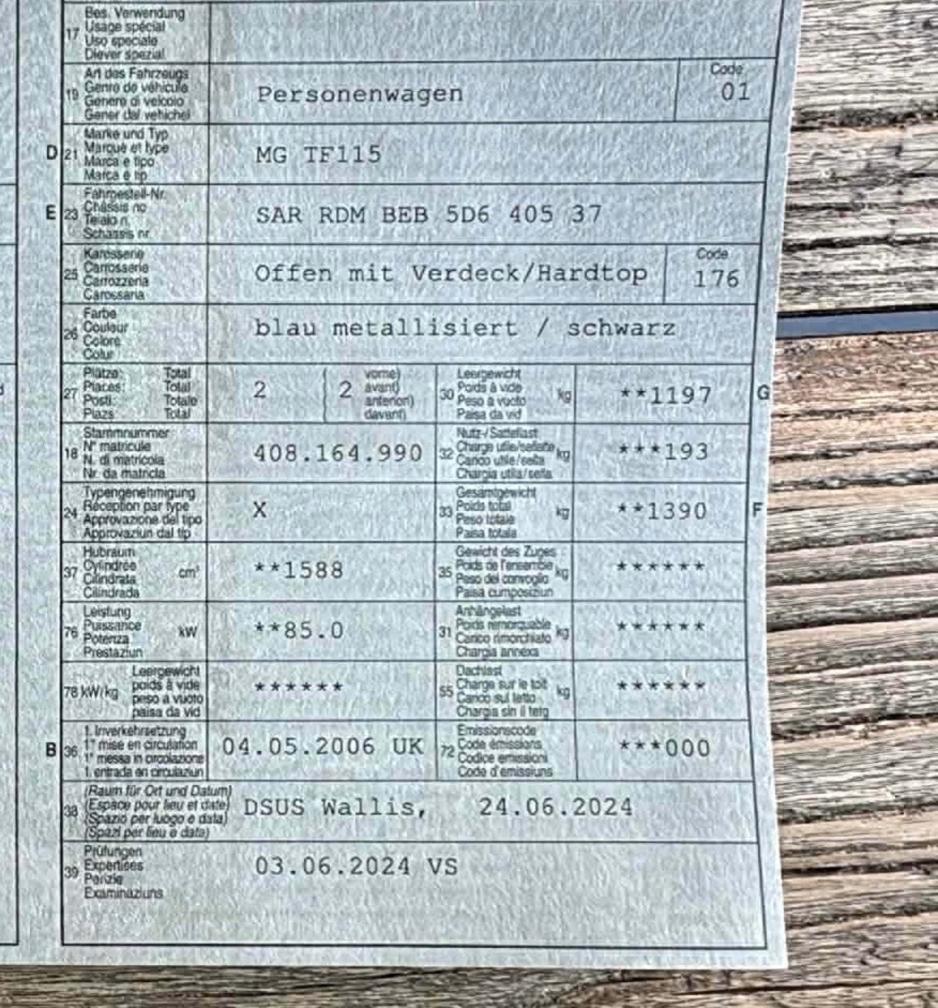 Bes. Verwendung
17 Usage spécial
Uso speciale
Diever spezial
Art des Fahrzeugs
19 Genre de véhicule
Genere di veicolo
Gener dal vehichel
Personenwagen
Code
01
Marke und Typ
D 21 Marque et type
Marca e tipo
Marca e tip
MG TF115
Fahrgestell-Nr.
E 23 Châssis no
Telaio n.
Schassis nr.
SAR RDM BEB 5D6 405 37
Karosserie
25 Carrosserie
Carrozzeria
Carossaria
Offen mit Verdeck/Hardtop
Code
176
Farbe
26 Couleur
Colore
Colur
blau metallisiert / schwarz
Plätze: Total
27 Places: Total
Posti: Totale
Plazs: Total
2 ( 2 vorne)
avant)
anteriori)
davant)
Leergewicht
30 Poids à vide kg
Peso a vuoto
Paisa da vid
**1197 G
Stammnummer
18 N° matricule
N. di matricola
Nr. da matricla
408.164.990
Nutz-/Sattellast
32 Charge utile/sellette kg
Carico utile/sella
Chargia utila/sella
***193
Typengenehmigung
24 Réception par type
Approvazione del tipo
Approvaziun dal tip
X
Gesamtgewicht
33 Poids total kg
Peso totale
Paisa totala
**1390 F
Hubraum
37 Cylindrée cm³
Cilindrata
Cilindrada
**1588
Gewicht des Zuges
35 Poids de l'ensemble kg
Peso del convoglio
Paisa cumposiziun
******
Leistung
76 Puissance kW
Potenza
Prestaziun
**85.0
Anhängelast
31 Poids remorquable kg
Carico rimorchiato
Chargia annexa
******
Leergewicht
78 kW/kg poids à vide
peso a vuoto
paisa da vid
******
Dachlast
55 Charge sur le toit kg
Carico sul tetto
Chargia sin il tetg
******
1. Inverkehrsetzung
B 36 1re mise en circulation
1a messa in circolazione
1. entrada en circulaziun
04.05.2006 UK
Emissionscode
72 Code émissions
Codice emissioni
Code d'emissiuns
***000
(Raum für Ort und Datum)
38 (Espace pour lieu et date)
(Spazio per luogo e data)
(Spazi per lieu e data)
DSUS Wallis, 24.06.2024
Prüfungen
39 Expertises
Perizie
Examinaziuns
03.06.2024 VS